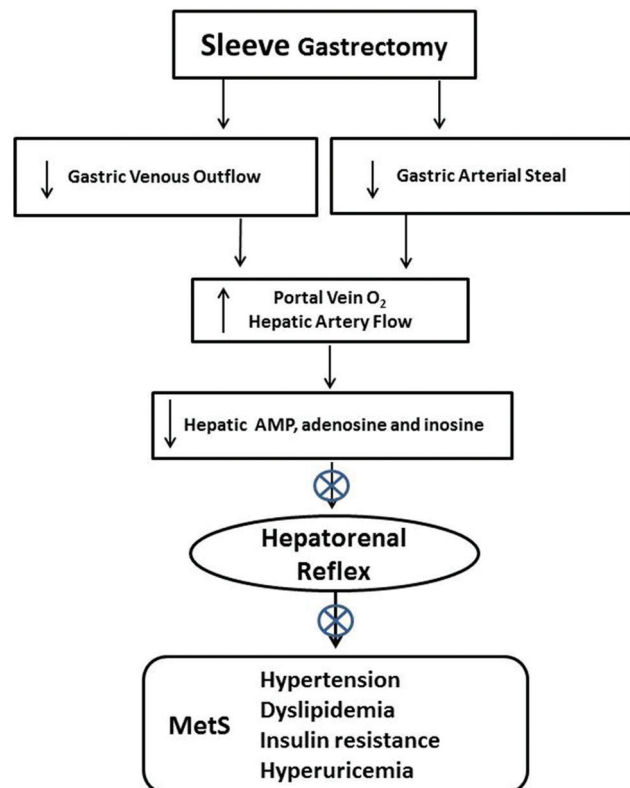 Sleeve Gastrectomy
Gastric Venous Outflow
Gastric Arterial Steal
Portal Vein O₂
Hepatic Artery Flow
Hepatic AMP, adenosine and inosine
Hepatorenal
Reflex
MetS
Hypertension
Dyslipidemia
Insulin resistance
Hyperuricemia